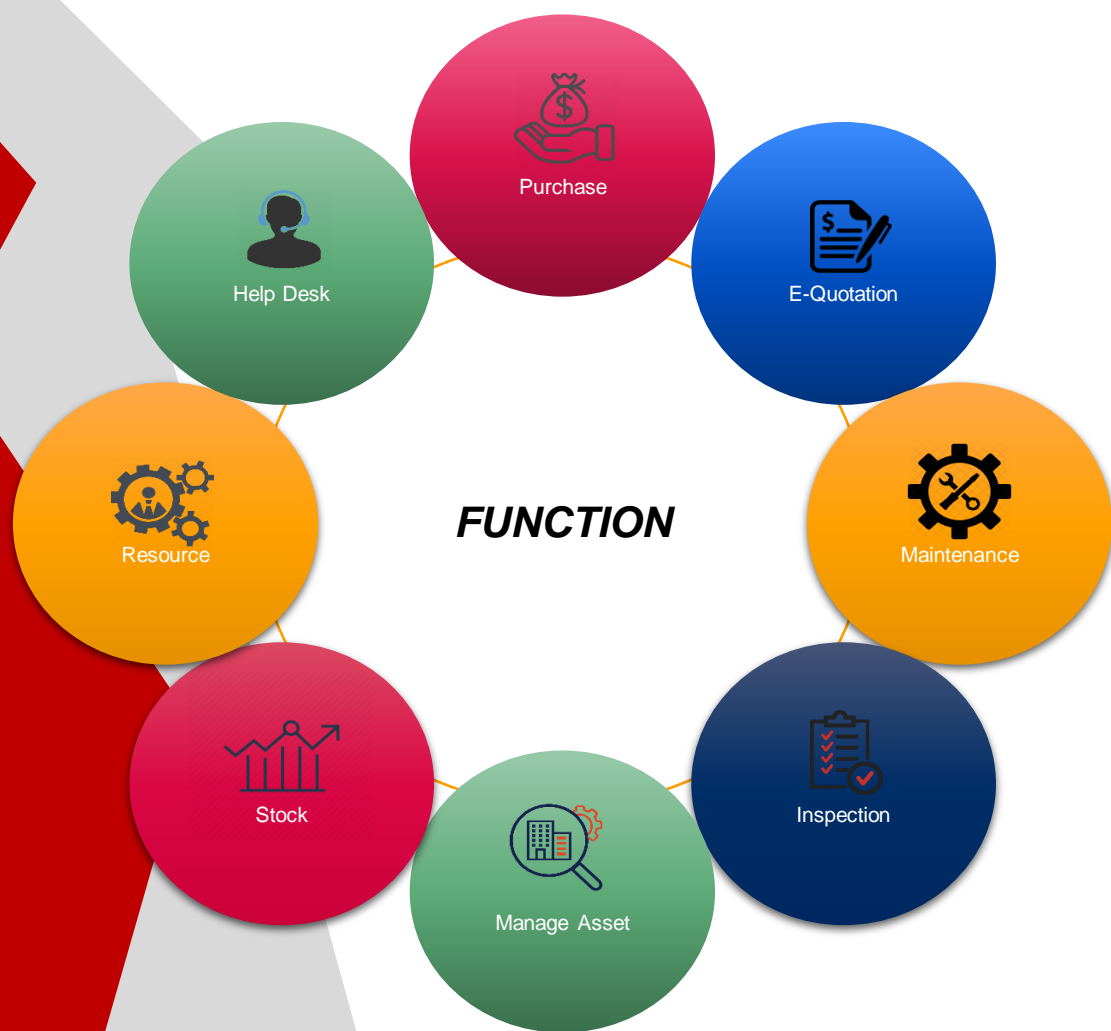 Purchase
E-Quotation
Maintenance
Inspection
Manage Asset
Stock
Resource
Help Desk
FUNCTION